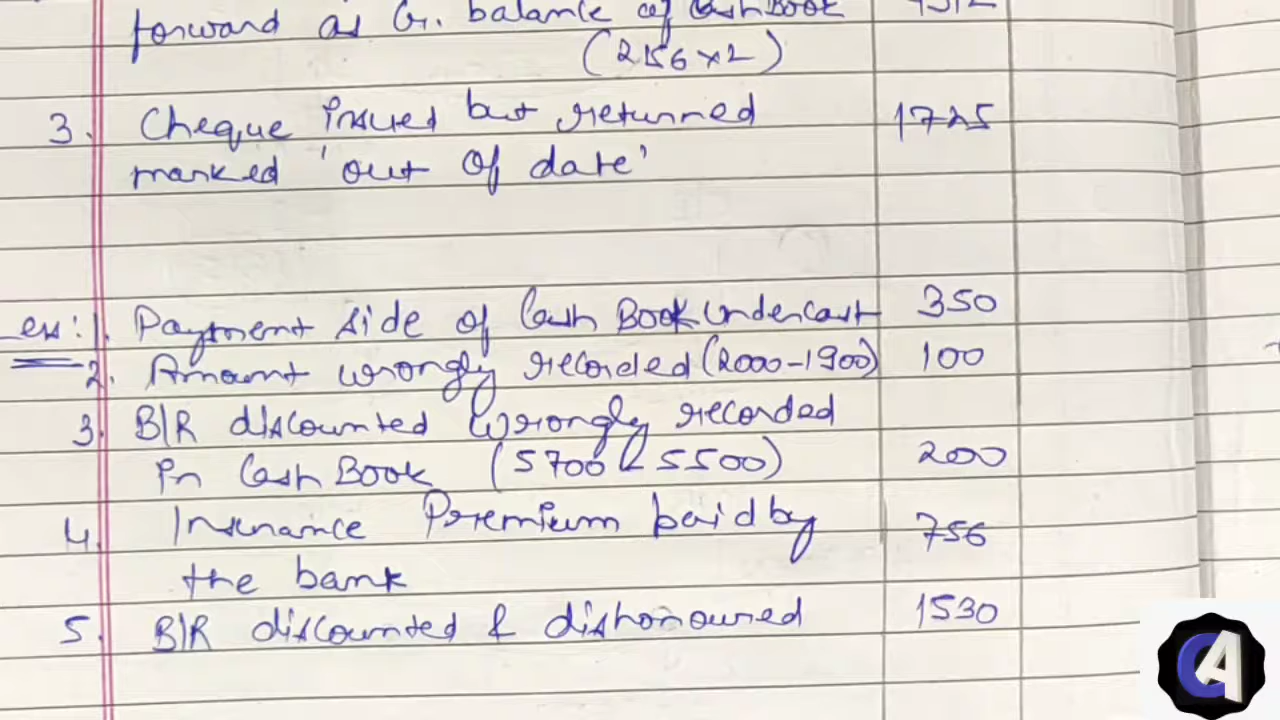 forward as Cr. balance of Cash Book
(256 x 2)
3. Cheque issued but returned 1725
marked 'out of date'
ess: 1. Payment side of Cash Book Undercast 350
2. Amount wrongly recorded (2000-1900) 100
3. B/R discounted wrongly recorded
in Cash Book (5700 - 5500) 200
4. Insurance Premium paid by 756
the bank
5. B/R discounted & dishonoured 1530
CA